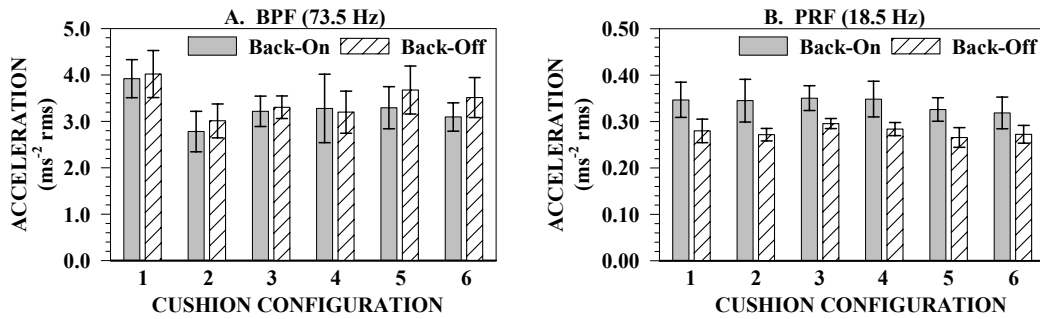 A. BPF (73.5 Hz)
ACCELERATION
(ms-2 rms)
5.0
4.0
3.0
2.0
1.0
0.0
Back-On
Back-Off
1 2 3 4 5 6
CUSHION CONFIGURATION
B. PRF (18.5 Hz)
ACCELERATION
(ms-2 rms)
0.50
0.40
0.30
0.20
0.10
0.00
Back-On
Back-Off
1 2 3 4 5 6
CUSHION CONFIGURATION